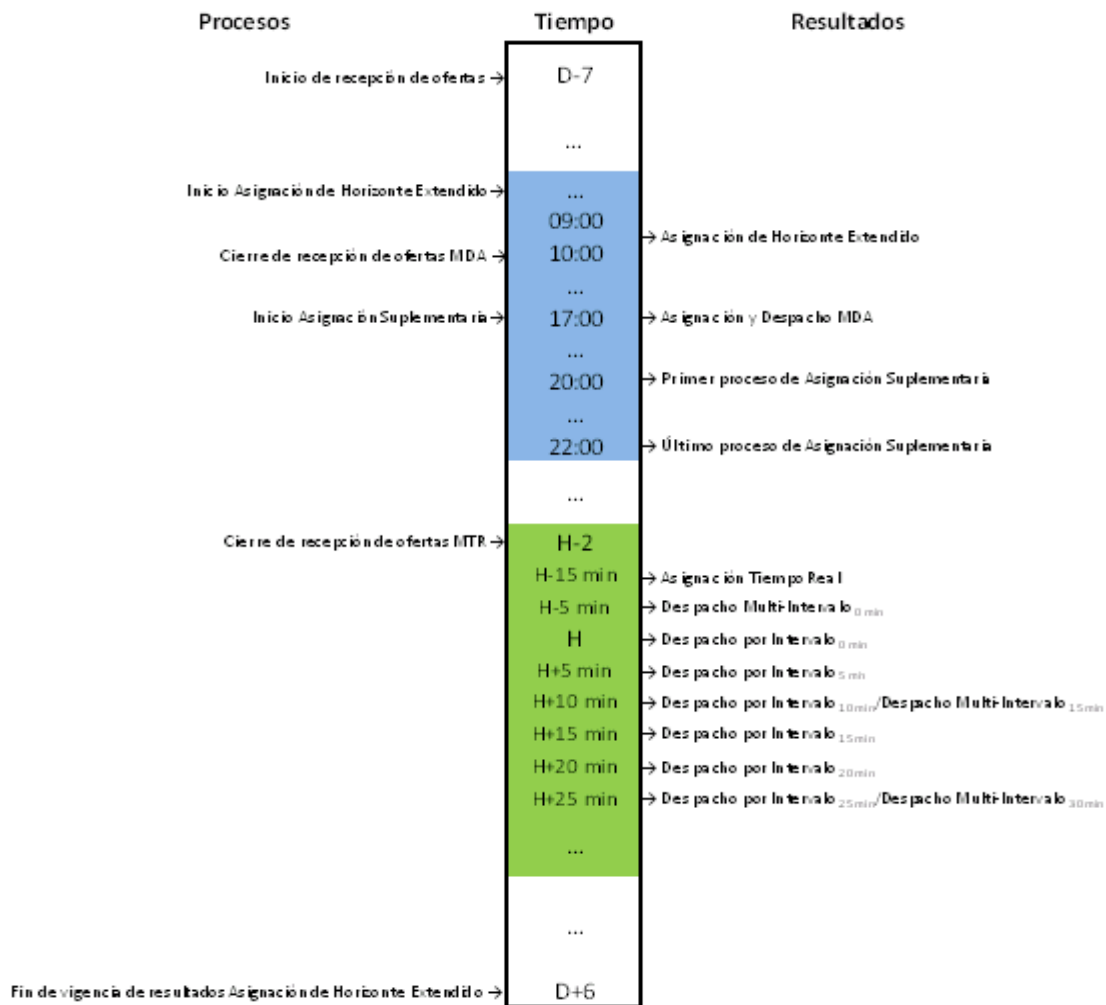 Procesos Tiempo Resultados
Inicio de recepción de ofertas → D-7
...
Inicio Asignación de Horizonte Extendido → ...
09:00
→ Asignación de Horizonte Extendido
Cierre de recepción de ofertas MDA → 10:00
...
Inicio Asignación Suplementaria → 17:00 → Asignación y Despacho MDA
...
20:00 → Primer proceso de Asignación Suplementaria
...
22:00 → Último proceso de Asignación Suplementaria
...
Cierre de recepción de ofertas MTR → H-2
H-15 min → Asignación Tiempo Real
H-5 min → Despacho Multi-Intervalo 0 min
H → Despacho por Intervalo 0 min
H+5 min → Despacho por Intervalo 5 min
H+10 min → Despacho por Intervalo 10 min/Despacho Multi-Intervalo 15 min
H+15 min → Despacho por Intervalo 15 min
H+20 min → Despacho por Intervalo 20 min
H+25 min → Despacho por Intervalo 25 min/Despacho Multi-Intervalo 30 min
...
...
Fin de vigencia de resultados Asignación de Horizonte Extendido → D+6